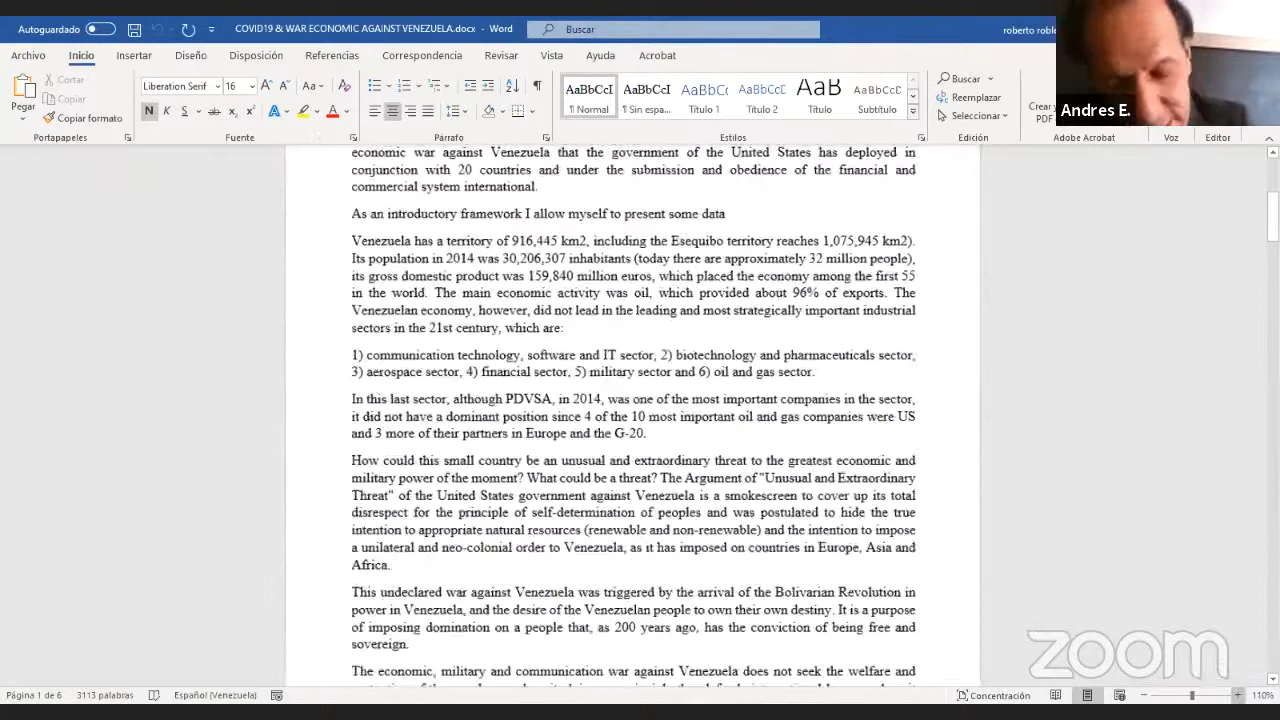 Autoguardado
COVID19 & WAR ECONOMIC AGAINST VENEZUELA.docx - Word
Buscar
roberto roble
Archivo Inicio Insertar Diseño Disposición Referencias Correspondencia Revisar Vista Ayuda Acrobat
Pegar
Cortar
Copiar
Copiar formato
Portapapeles
Liberation Serif 16
N K S ab x₂ x²
Fuente
Párrafo
AaBbCcI AaBbCcI AaBbC AaBbCcI AaB AaBbCcD
¶ Normal ¶ Sin espa... Título 1 Título 2 Título Subtítulo
Estilos
Buscar
Reemplazar
Seleccionar
Edición
Crear y
PDF
Adobe Acrobat
Voz
Editor
Andres E.
economic war against Venezuela that the government of the United States has deployed in
conjunction with 20 countries and under the submission and obedience of the financial and
commercial system international.
As an introductory framework I allow myself to present some data
Venezuela has a territory of 916,445 km2, including the Esequibo territory reaches 1,075,945 km2).
Its population in 2014 was 30,206,307 inhabitants (today there are approximately 32 million people),
its gross domestic product was 159,840 million euros, which placed the economy among the first 55
in the world. The main economic activity was oil, which provided about 96% of exports. The
Venezuelan economy, however, did not lead in the leading and most strategically important industrial
sectors in the 21st century, which are:
1) communication technology, software and IT sector, 2) biotechnology and pharmaceuticals sector,
3) aerospace sector, 4) financial sector, 5) military sector and 6) oil and gas sector.
In this last sector, although PDVSA, in 2014, was one of the most important companies in the sector,
it did not have a dominant position since 4 of the 10 most important oil and gas companies were US
and 3 more of their partners in Europe and the G-20.
How could this small country be an unusual and extraordinary threat to the greatest economic and
military power of the moment? What could be a threat? The Argument of "Unusual and Extraordinary
Threat" of the United States government against Venezuela is a smokescreen to cover up its total
disrespect for the principle of self-determination of peoples and was postulated to hide the true
intention to appropriate natural resources (renewable and non-renewable) and the intention to impose
a unilateral and neo-colonial order to Venezuela, as it has imposed on countries in Europe, Asia and
Africa.
This undeclared war against Venezuela was triggered by the arrival of the Bolivarian Revolution in
power in Venezuela, and the desire of the Venezuelan people to own their own destiny. It is a purpose
of imposing domination on a people that, as 200 years ago, has the conviction of being free and
sovereign.
The economic, military and communication war against Venezuela does not seek the welfare and
zoom
Página 1 de 6 3113 palabras Español (Venezuela) Concentración 110%